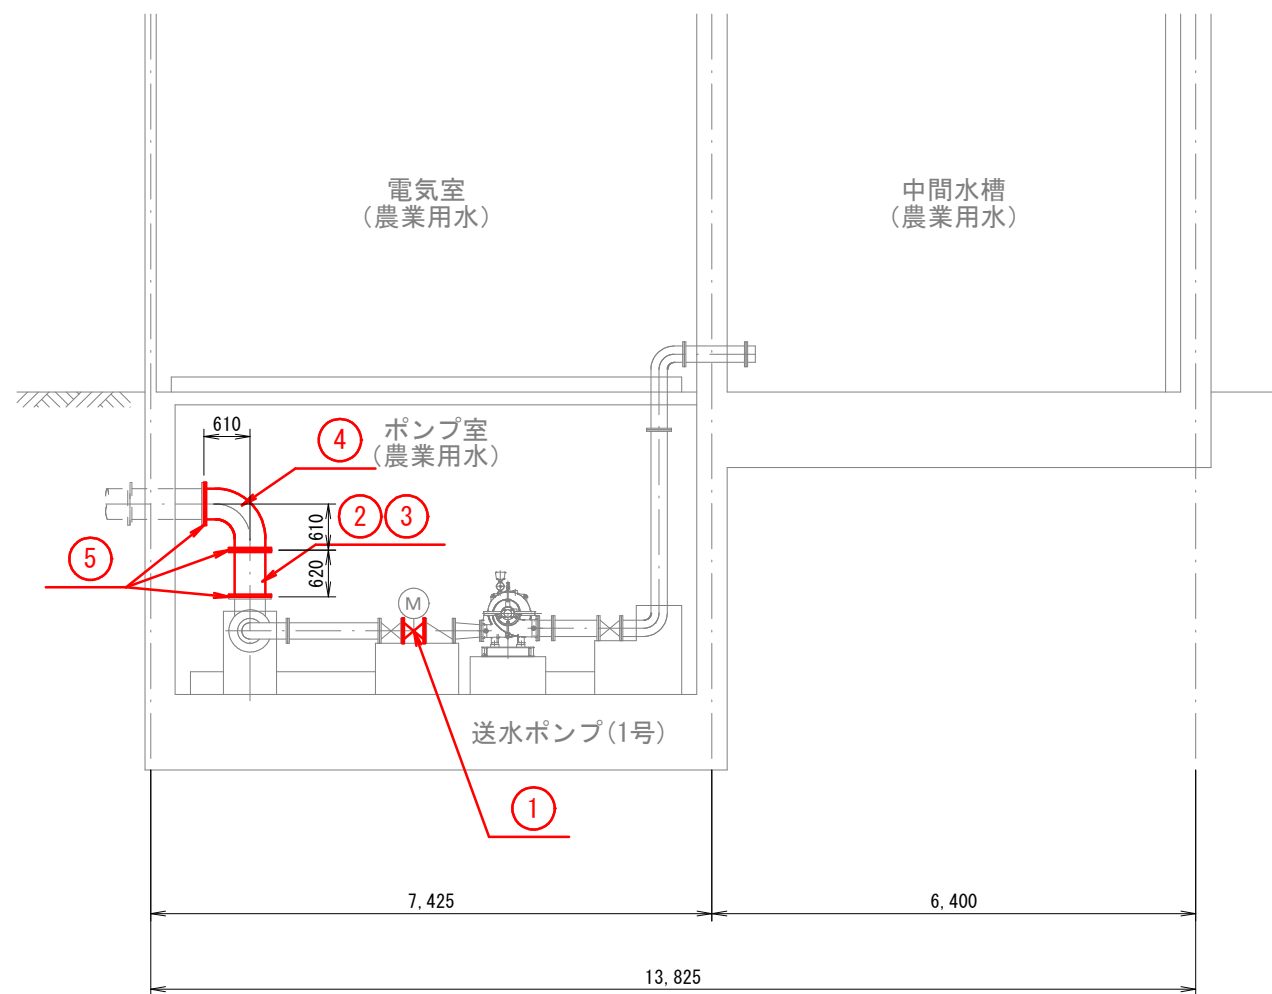 電気室
(農業用水)
中間水槽
(農業用水)
610
④
ポンプ室
(農業用水)
②③
610
⑤
620
M
送水ポンプ(1号)
①
7,425
6,400
13,825